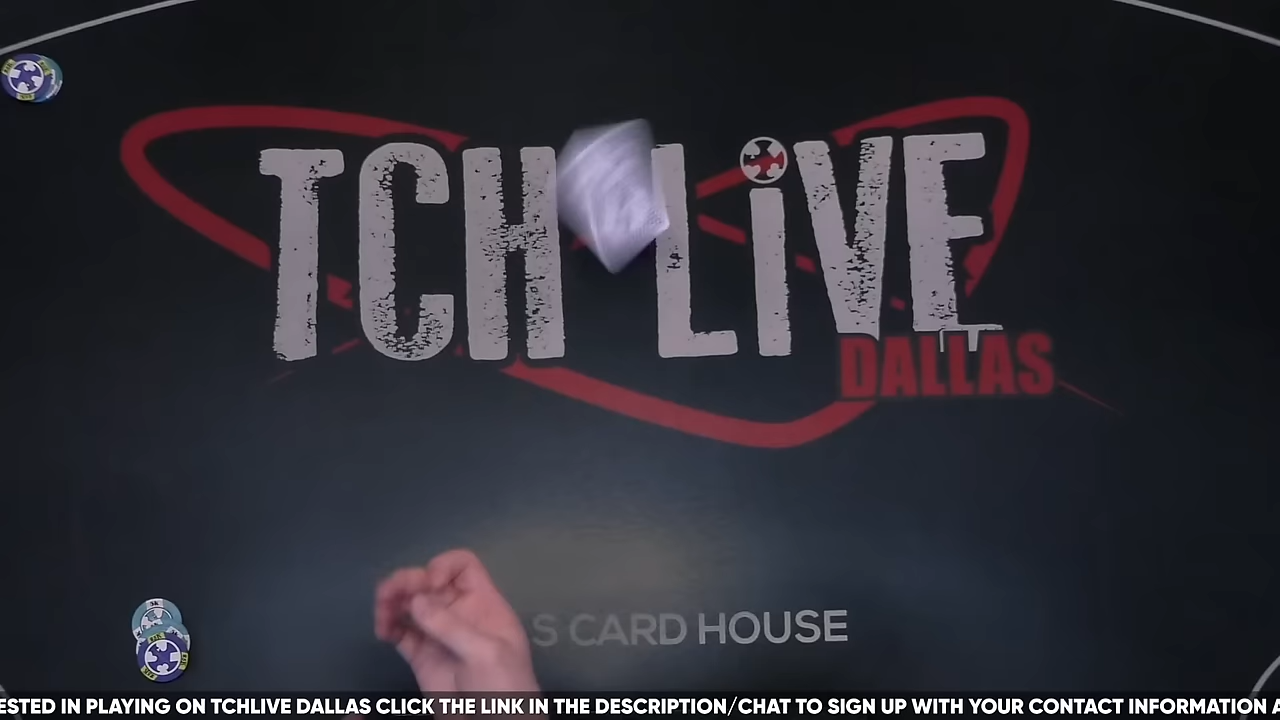 TCH LiVE
DALLAS
S CARD HOUSE
ESTED IN PLAYING ON TCHLIVE DALLAS CLICK THE LINK IN THE DESCRIPTION/CHAT TO SIGN UP WITH YOUR CONTACT INFORMATION A